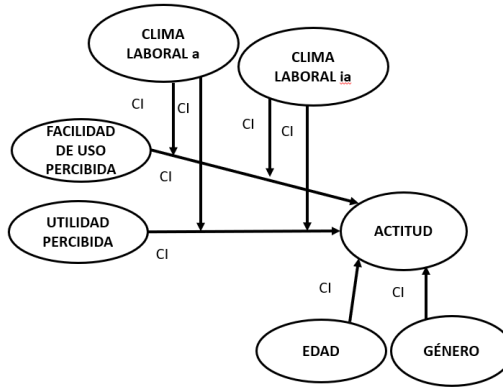 CLIMA
LABORAL a
CLIMA
LABORAL ia
CI
CI
CI
CI
FACILIDAD
DE USO
PERCIBIDA
CI
UTILIDAD
PERCIBIDA
ACTITUD
CI
CI
CI
EDAD
GÉNERO